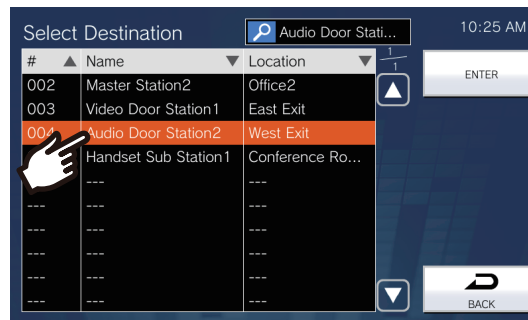 Select Destination
Audio Door Stati...
10:25 AM
# Name Location
1
1
ENTER
002 Master Station2 Office2
003 Video Door Station1 East Exit
004 Audio Door Station2 West Exit
Handset Sub Station1 Conference Ro...
--- ---
--- --- ---
--- --- ---
--- --- ---
--- --- ---
--- --- ---
BACK